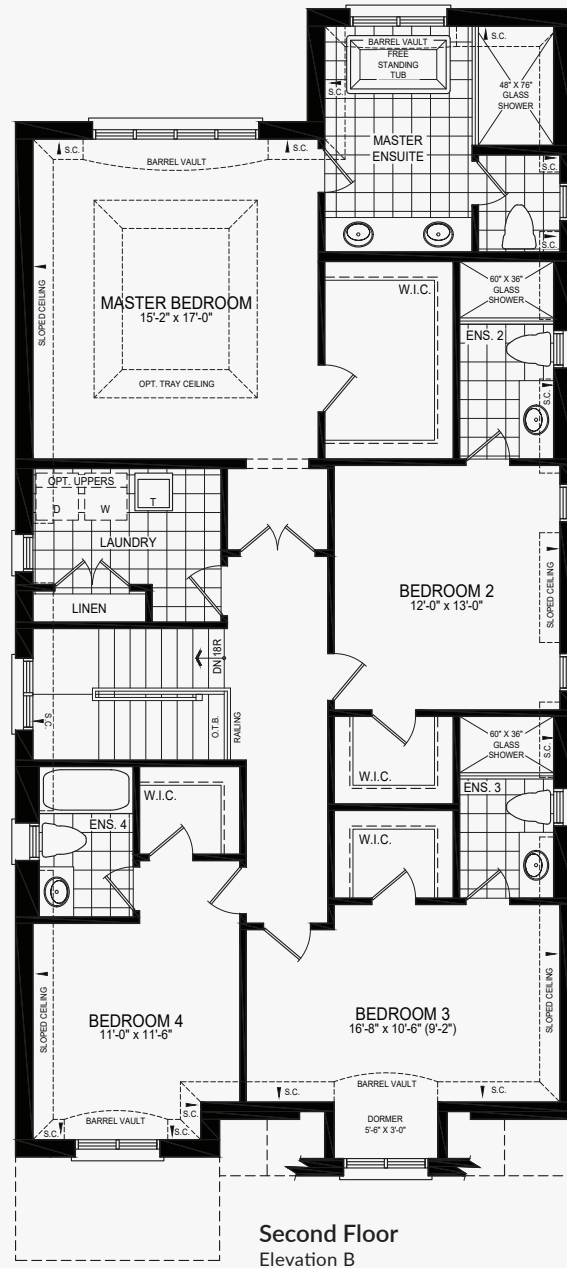 BARREL VAULT
FREE
STANDING
TUB
S.C.
S.C.
48" X 76"
GLASS
SHOWER
MASTER
ENSUITE
S.C.
S.C.
BARREL VAULT
S.C.
S.C.
SLOPED CEILING
MASTER BEDROOM
15'-2" x 17'-0"
OPT. TRAY CEILING
W.I.C.
60" X 36"
GLASS
SHOWER
ENS. 2
S.C.
OPT. UPPERS
D
W
T
LAUNDRY
LINEN
BEDROOM 2
12'-0" x 13'-0"
SLOPED CEILING
DN 18R
O.T.B.
RAILING
S.C.
W.I.C.
60" X 36"
GLASS
SHOWER
S.C.
ENS. 3
W.I.C.
S.C.
W.I.C.
ENS. 4
SLOPED CEILING
BEDROOM 4
11'-0" x 11'-6"
BEDROOM 3
16'-8" x 10'-6" (9'-2")
SLOPED CEILING
S.C.
S.C.
BARREL VAULT
S.C.
S.C.
BARREL VAULT
S.C.
DORMER
5'-6" X 3'-0"
Second Floor
Elevation B